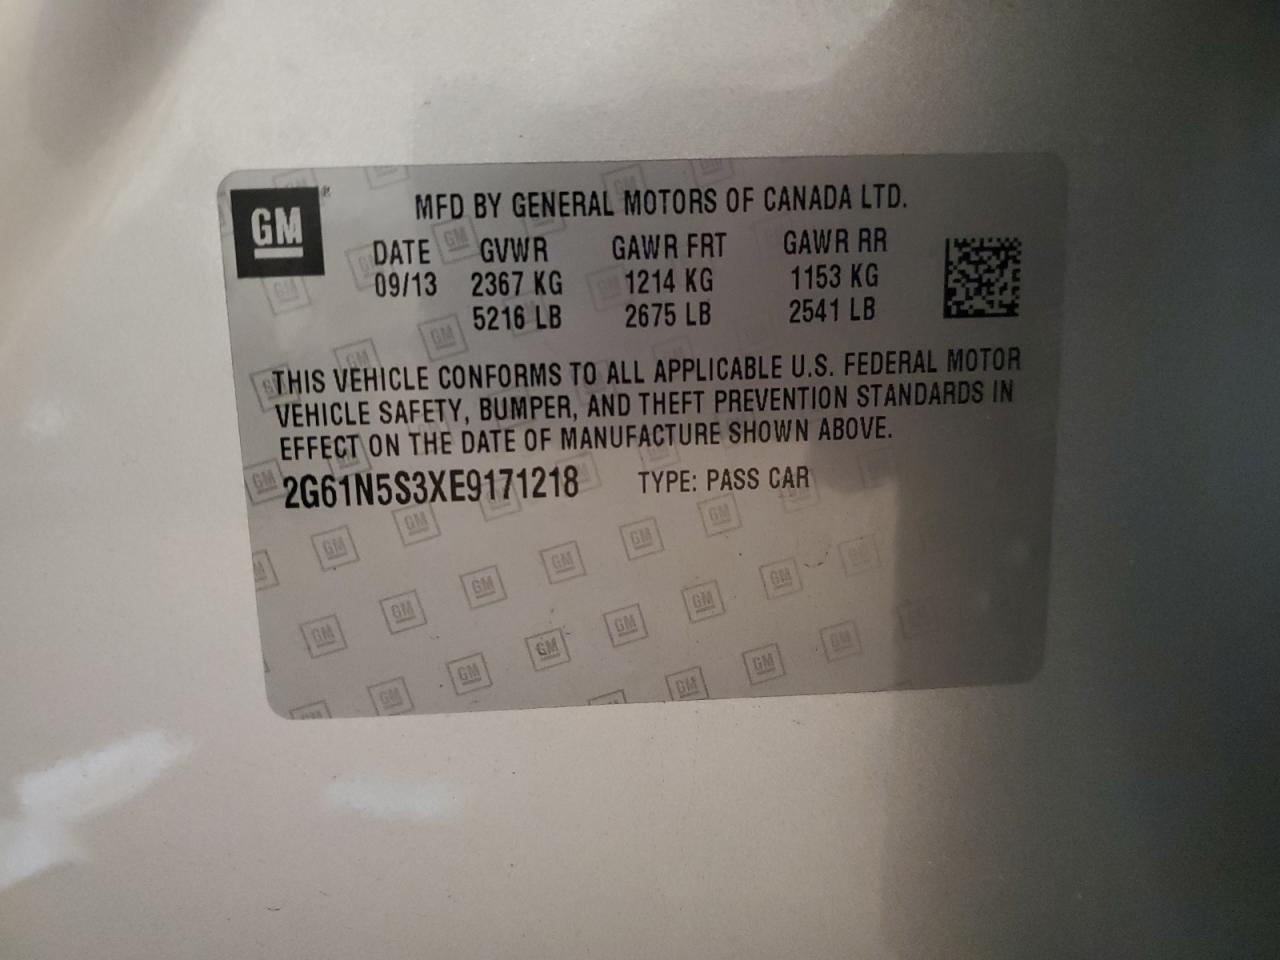 GM ®
MFD BY GENERAL MOTORS OF CANADA LTD.
DATE GVWR GAWR FRT GAWR RR
09/13 2367 KG 1214 KG 1153 KG
5216 LB 2675 LB 2541 LB
THIS VEHICLE CONFORMS TO ALL APPLICABLE U.S. FEDERAL MOTOR
VEHICLE SAFETY, BUMPER, AND THEFT PREVENTION STANDARDS IN
EFFECT ON THE DATE OF MANUFACTURE SHOWN ABOVE.
2G61N5S3XE9171218 TYPE: PASS CAR